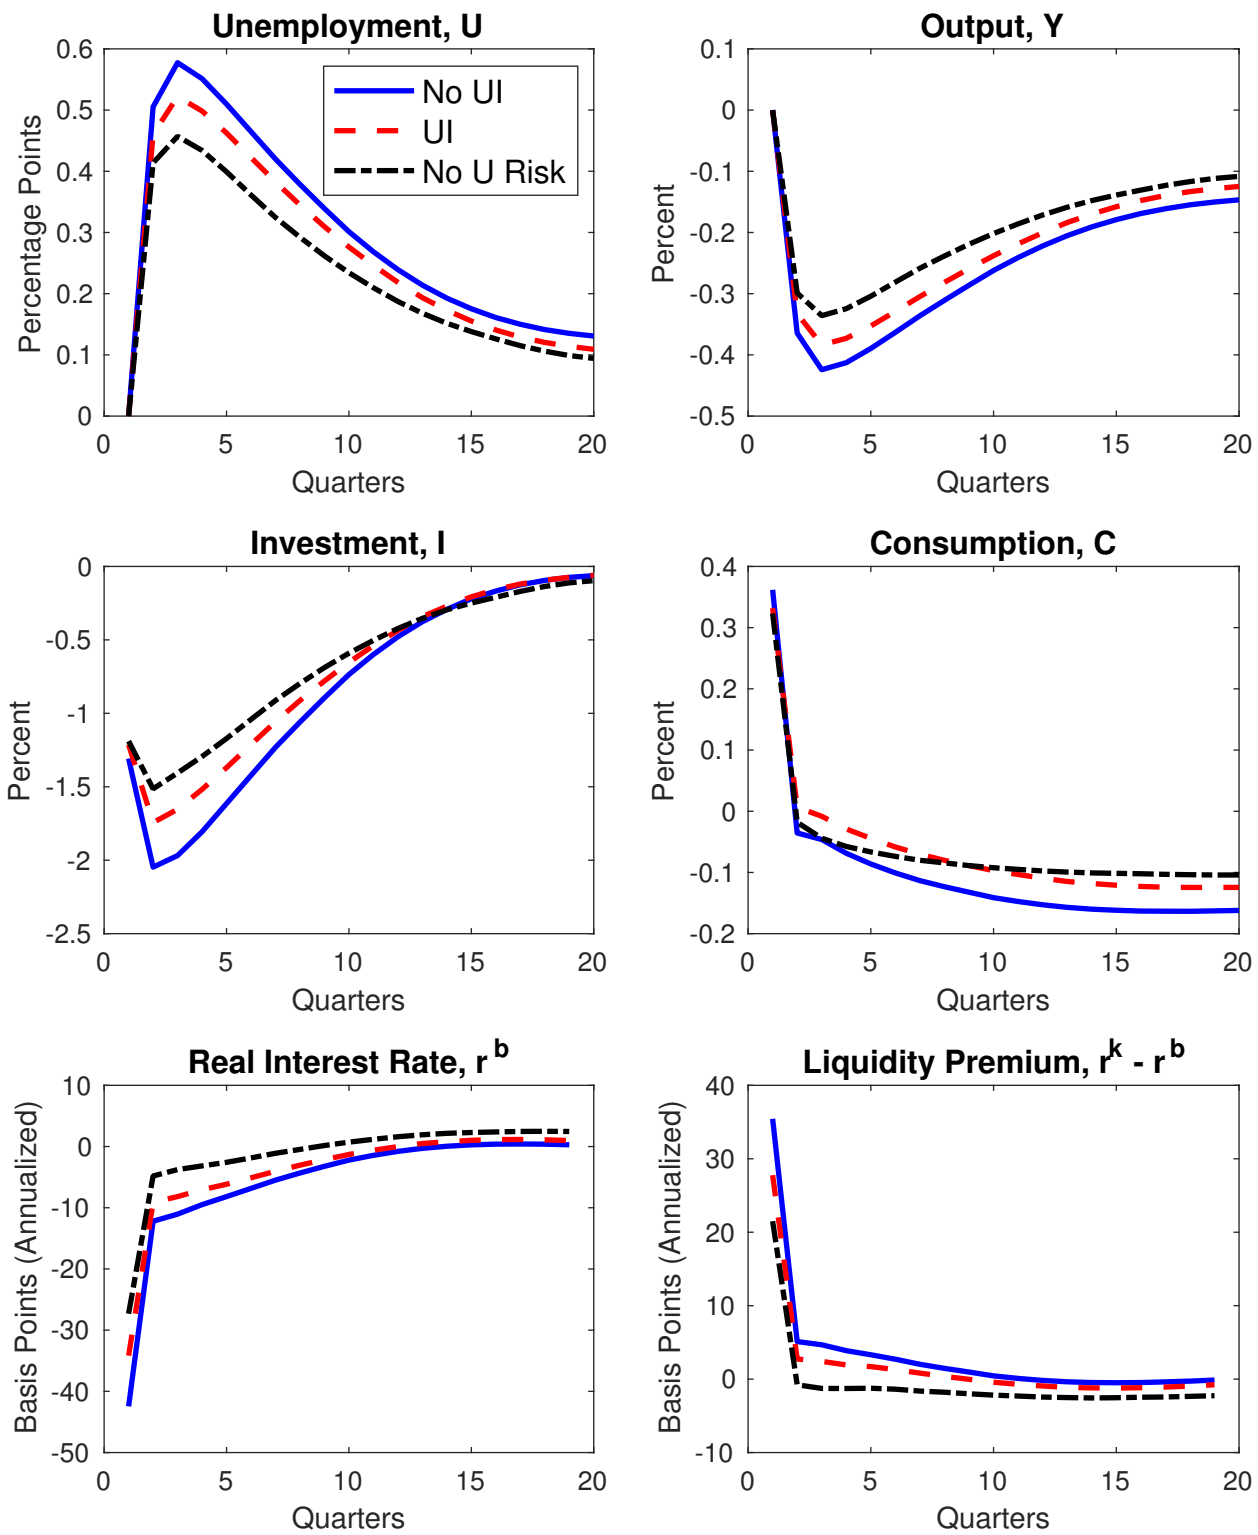 Unemployment, U
Percentage Points
0.6
0.5
0.4
0.3
0.2
0.1
0
No UI
UI
No U Risk
0 5 10 15 20
Quarters
Output, Y
Percent
0.1
0
-0.1
-0.2
-0.3
-0.4
-0.5
0 5 10 15 20
Quarters
Investment, I
Percent
0
-0.5
-1
-1.5
-2
-2.5
0 5 10 15 20
Quarters
Consumption, C
Percent
0.4
0.3
0.2
0.1
0
-0.1
-0.2
0 5 10 15 20
Quarters
Real Interest Rate, r^b
Basis Points (Annualized)
10
0
-10
-20
-30
-40
-50
0 5 10 15 20
Quarters
Liquidity Premium, r^k - r^b
Basis Points (Annualized)
40
30
20
10
0
-10
0 5 10 15 20
Quarters